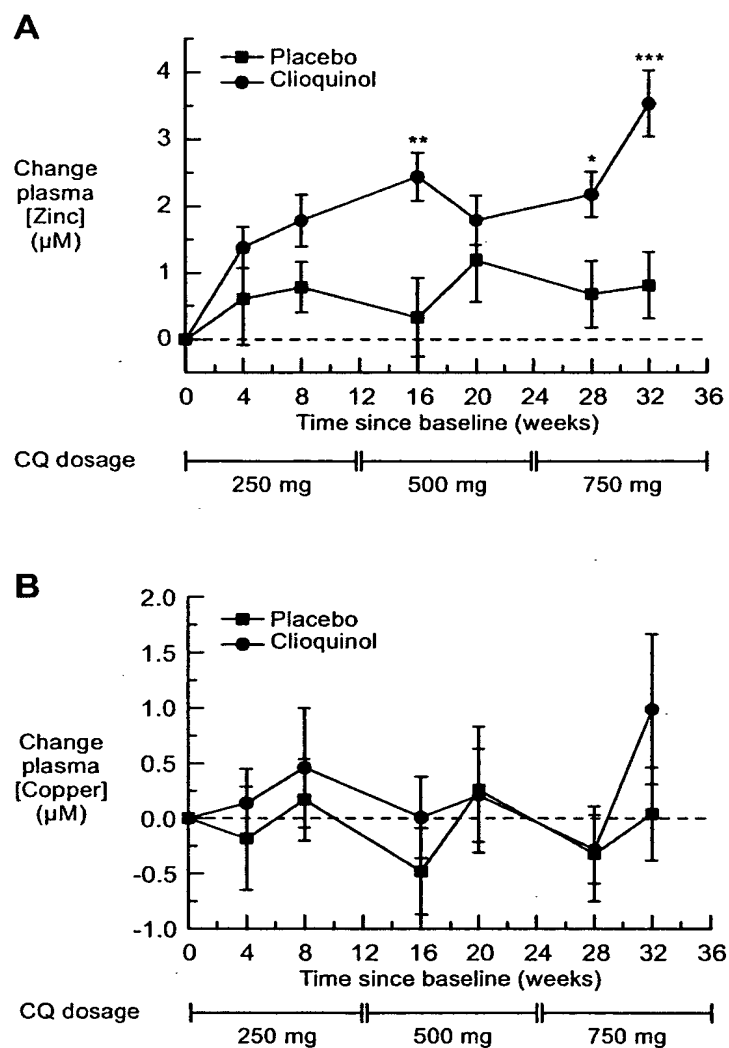 A
Placebo
Clioquinol
Change
plasma
[Zinc]
(µM)
4
3
2
1
0
**
*
***
0 4 8 12 16 20 24 28 32 36
Time since baseline (weeks)
CQ dosage
250 mg 500 mg 750 mg
B
Placebo
Clioquinol
Change
plasma
[Copper]
(µM)
2.0
1.5
1.0
0.5
0.0
-0.5
-1.0
0 4 8 12 16 20 24 28 32 36
Time since baseline (weeks)
CQ dosage
250 mg 500 mg 750 mg